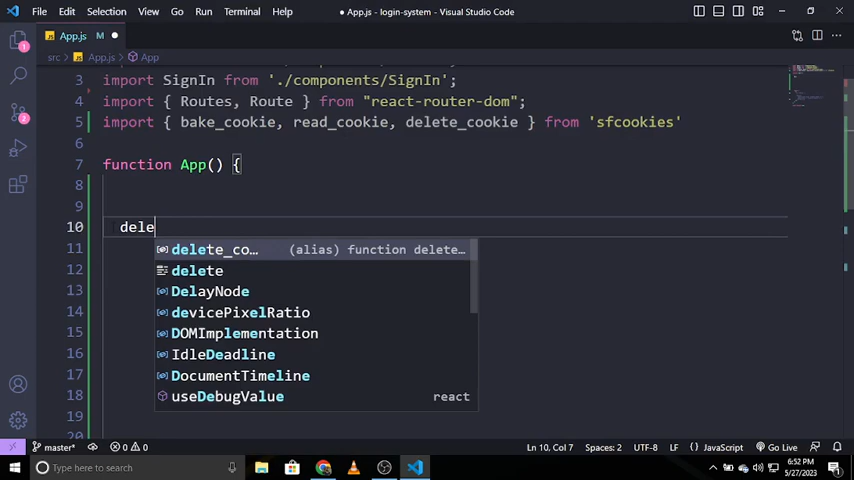 File Edit Selection View Go Run Terminal Help ●App.js - login-system - Visual Studio Code
JS App.js M ●
src > JS App.js > App
3 import SignIn from './components/SignIn';
4 import { Routes, Route } from "react-router-dom";
5 import { bake_cookie, read_cookie, delete_cookie } from 'sfcookies'
6
7 function App() {
8
9
10 dele
11 delete_co… (alias) function delete…
12 delete
13 DelayNode
14 devicePixelRatio
15 DOMImplementation
16 IdleDeadline
17 DocumentTimeline
18 useDebugValue react
19
20
1
2
master* 0 0 Ln 10, Col 7 Spaces: 2 UTF-8 LF {} JavaScript Go Live
Type here to search 6:52 PM
5/27/2023